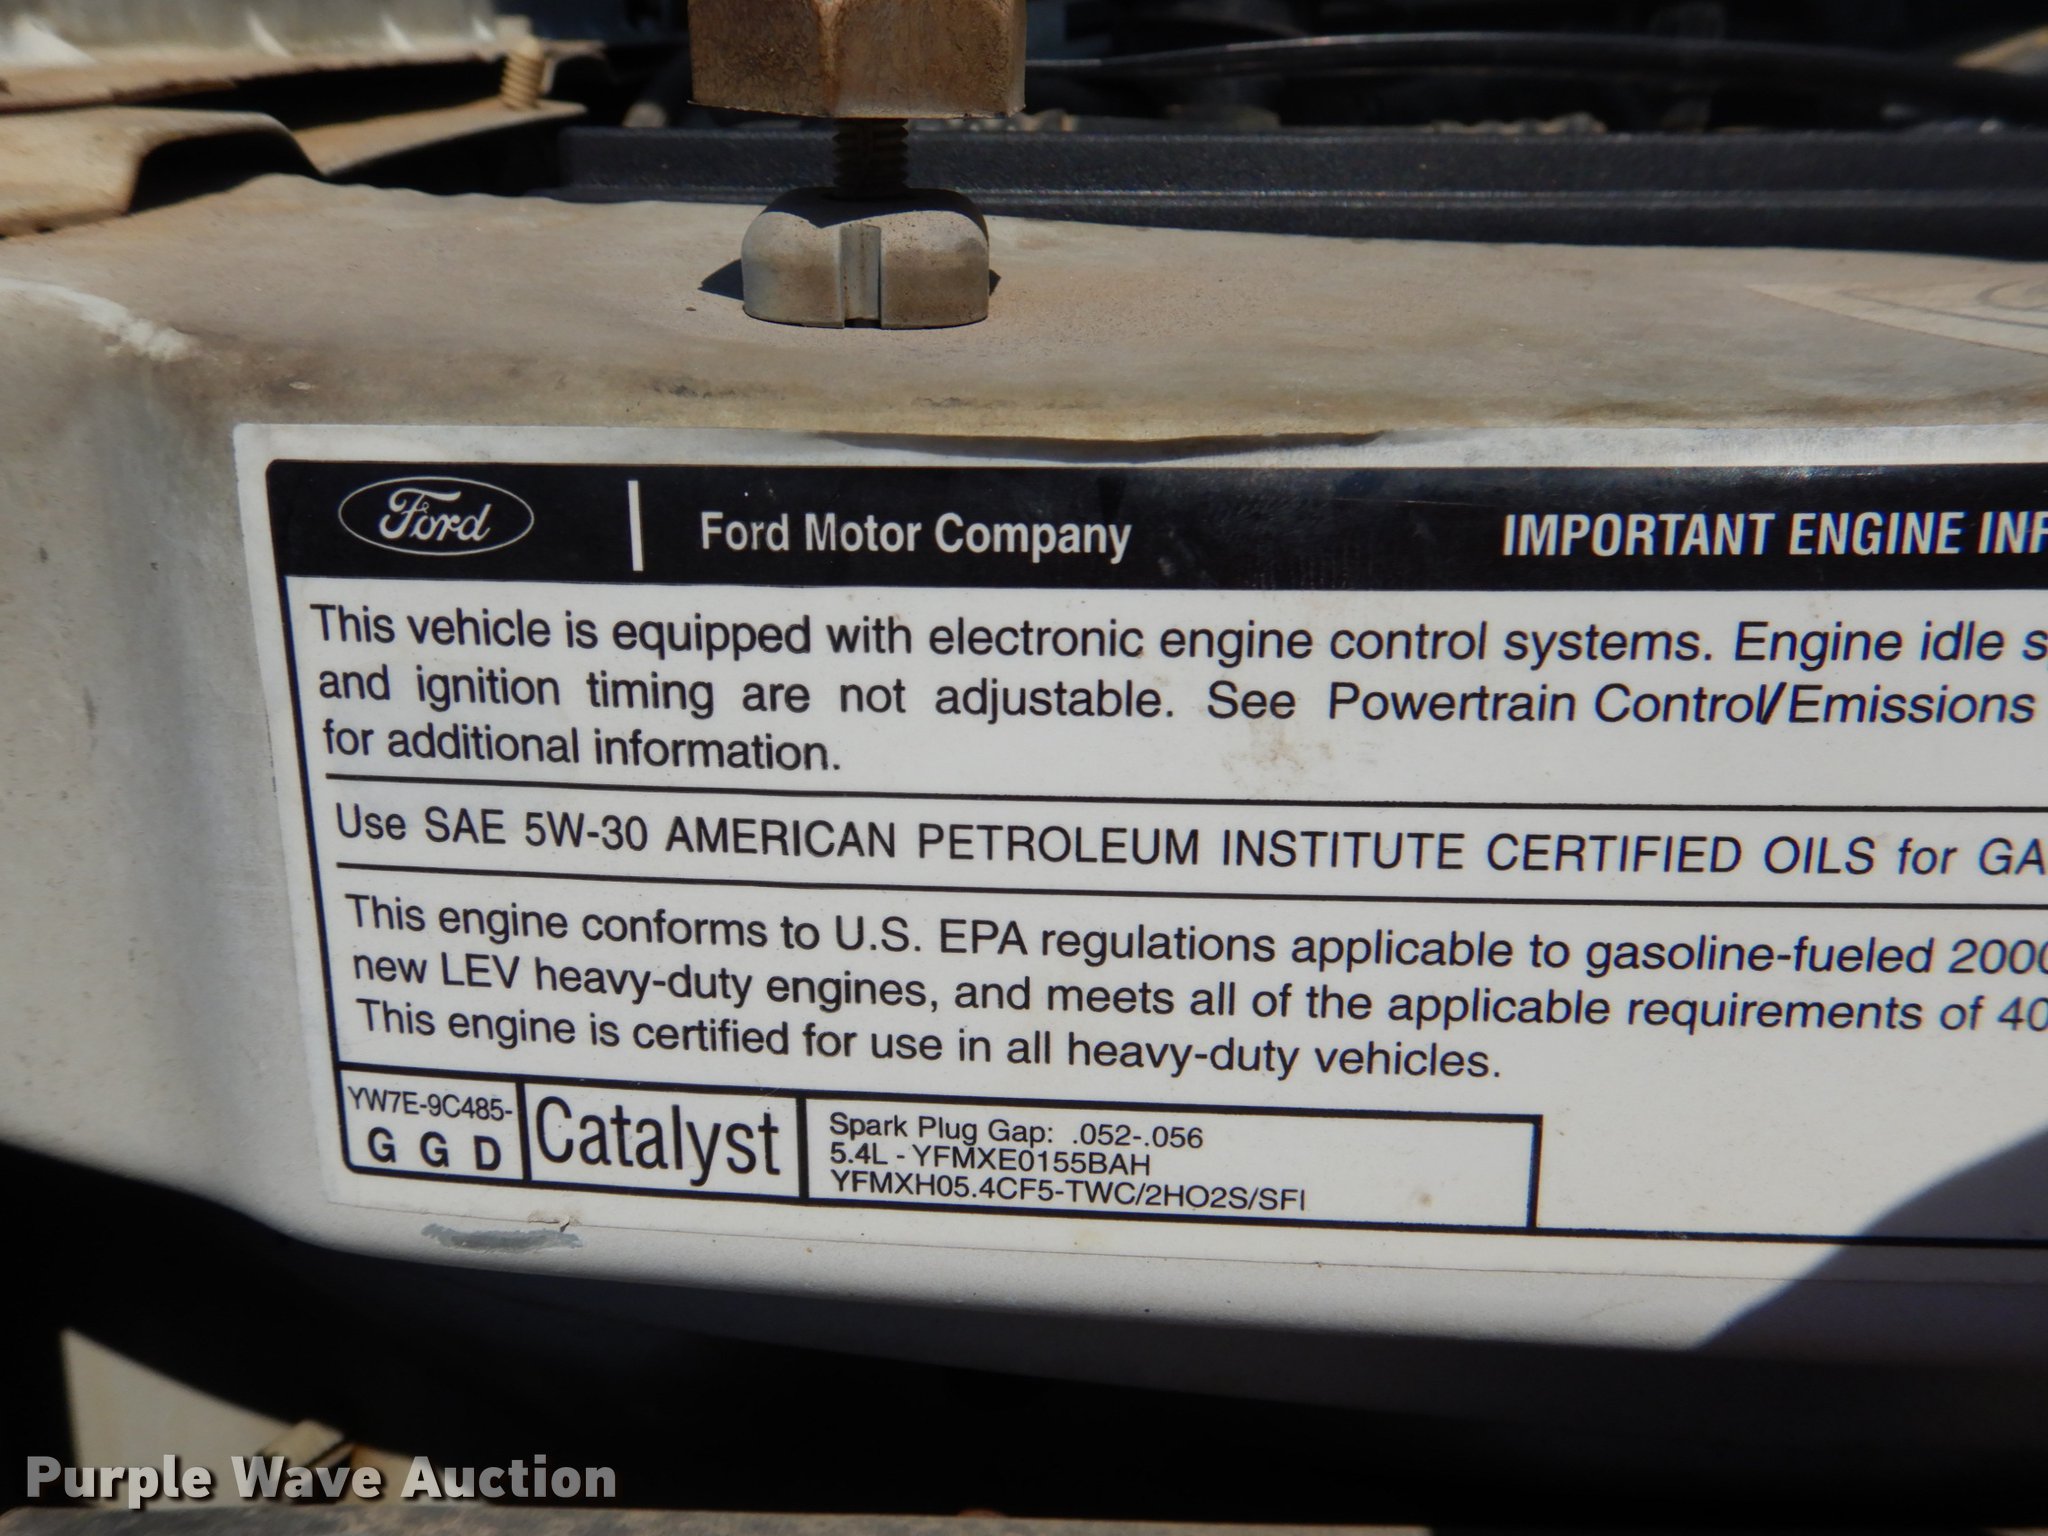 Ford Ford Motor Company IMPORTANT ENGINE
This vehicle is equipped with electronic engine control systems. Engine idle
and ignition timing are not adjustable. See Powertrain Control/Emissions
for additional information.
Use SAE 5W-30 AMERICAN PETROLEUM INSTITUTE CERTIFIED OILS for
This engine conforms to U.S. EPA regulations applicable to gasoline-fueled
new LEV heavy-duty engines, and meets all of the applicable requirements of 40
This engine is certified for use in all heavy-duty vehicles.
YW7E-9C485-
G G D
Catalyst
Spark Plug Gap: .052-.056
5.4L - YFMXE0155BAH
YFMXH05.4CF5-TWC/2HO2S/SFI
Purple Wave Auction